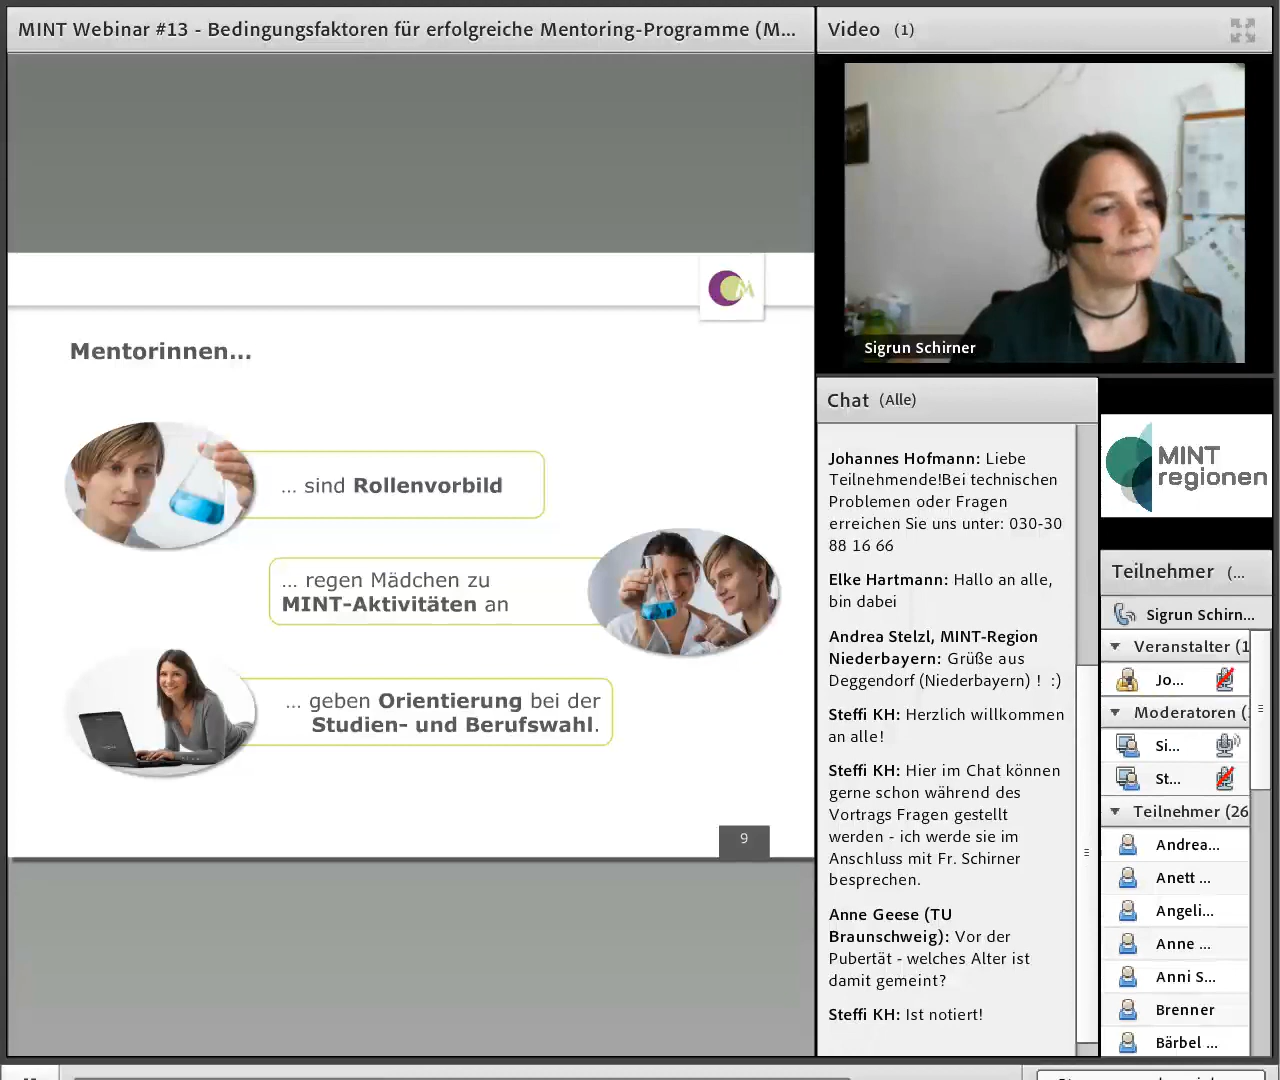 MINT Webinar #13 - Bedingungsfaktoren für erfolgreiche Mentoring-Programme (M...
Video (1)
Sigrun Schirner
Mentorinnen...
... sind Rollenvorbild
... regen Mädchen zu
MINT-Aktivitäten an
... geben Orientierung bei der
Studien- und Berufswahl.
9
Chat (Alle)
Johannes Hofmann: Liebe
Teilnehmende!Bei technischen
Problemen oder Fragen
erreichen Sie uns unter: 030-30
88 16 66
Elke Hartmann: Hallo an alle,
bin dabei
Andrea Stelzl, MINT-Region
Niederbayern: Grüße aus
Deggendorf (Niederbayern) ! :)
Steffi KH: Herzlich willkommen
an alle!
Steffi KH: Hier im Chat können
gerne schon während des
Vortrags Fragen gestellt
werden - ich werde sie im
Anschluss mit Fr. Schirner
besprechen.
Anne Geese (TU
Braunschweig): Vor der
Pubertät - welches Alter ist
damit gemeint?
Steffi KH: Ist notiert!
MINT
regionen
Teilnehmer (...
Sigrun Schirn...
Veranstalter (1
Jo...
Moderatoren (
Si...
St...
Teilnehmer (26
Andrea...
Anett ...
Angeli...
Anne ...
Anni S...
Brenner
Bärbel ...